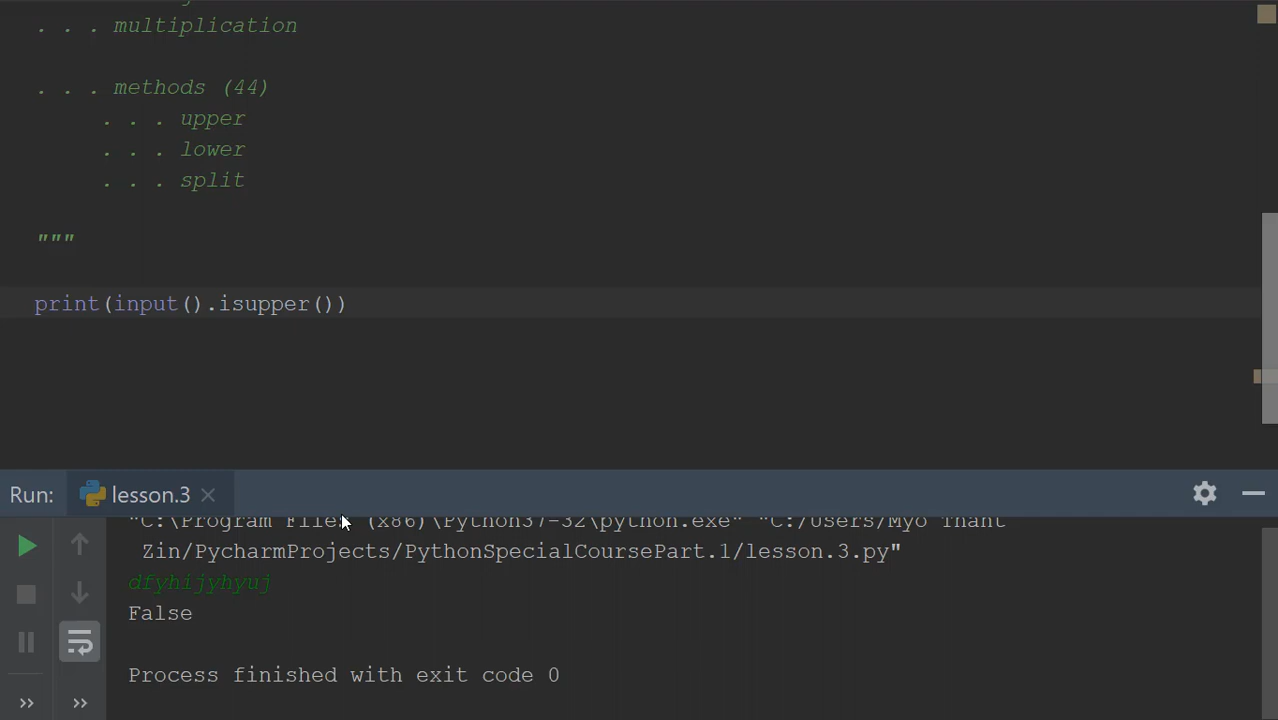 . . . multiplication
. . . methods (44)
. . . upper
. . . lower
. . . split
"""
print(input().isupper())
Run: lesson.3
"C:\Program Files (x86)\Python37-32\python.exe" "C:/Users/Myo Thant
Zin/PycharmProjects/PythonSpecialCoursePart.1/lesson.3.py"
dfyhijyhyuj
False
Process finished with exit code 0